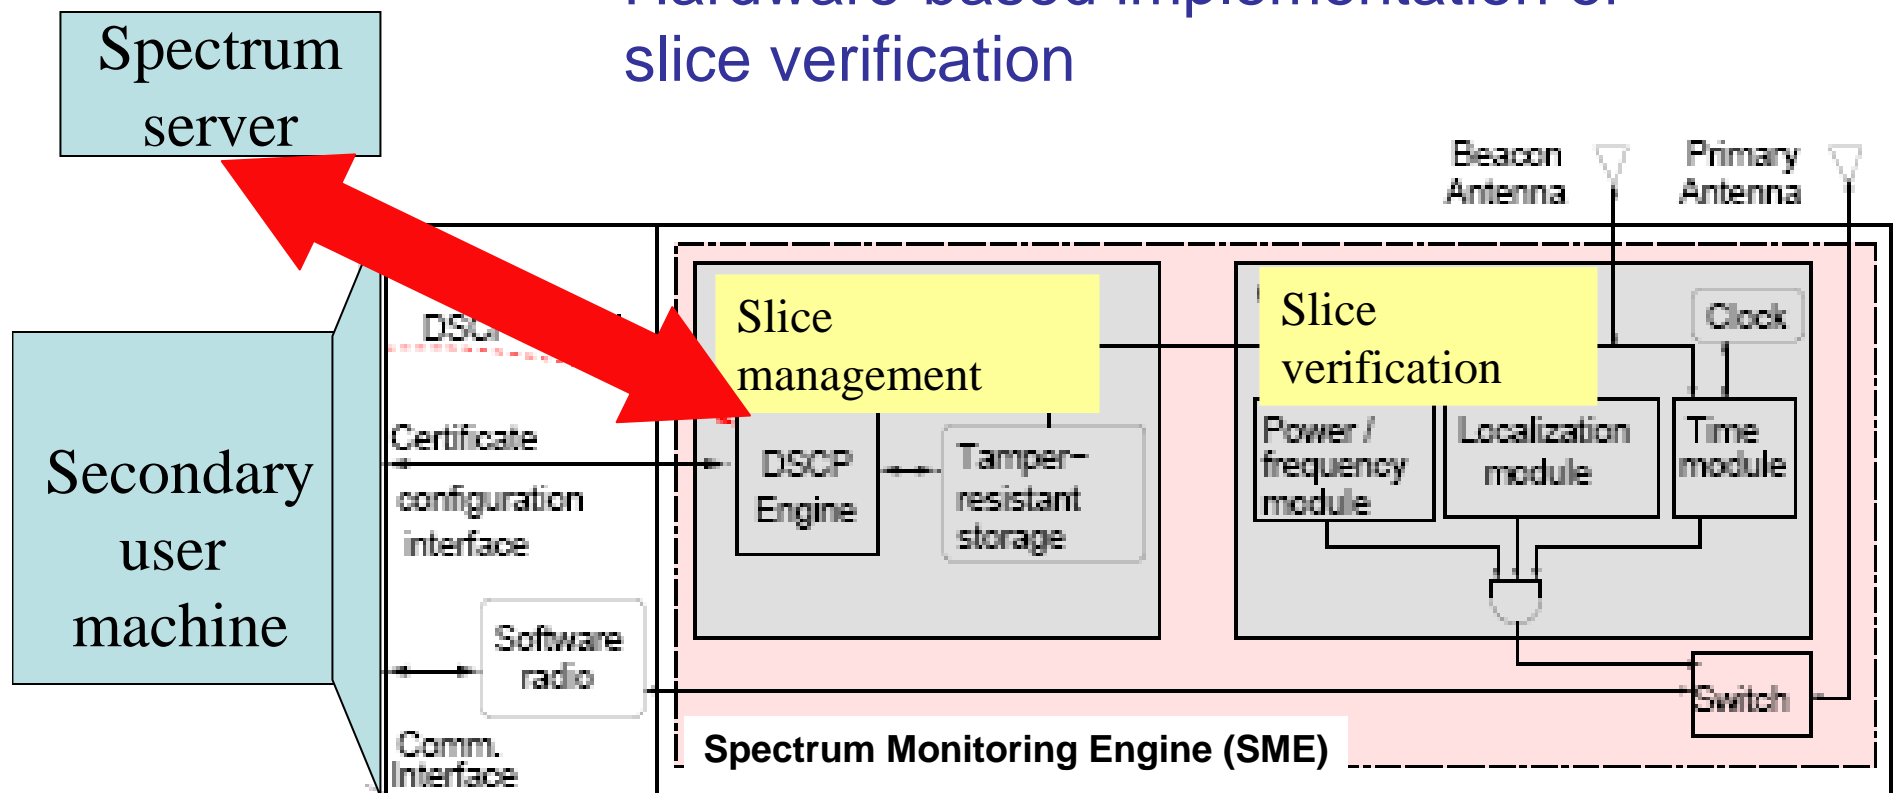 Hardware-based implementation of
slice verification
Spectrum
server
Beacon
Antenna
Primary
Antenna
Slice
management
Slice
verification
Clock
Secondary
user
machine
Certificate
configuration
interface
DSCP
Engine
Tamper-
resistant
storage
Power /
frequency
module
Localization
module
Time
module
Software
radio
Switch
Comm.
Interface
Spectrum Monitoring Engine (SME)